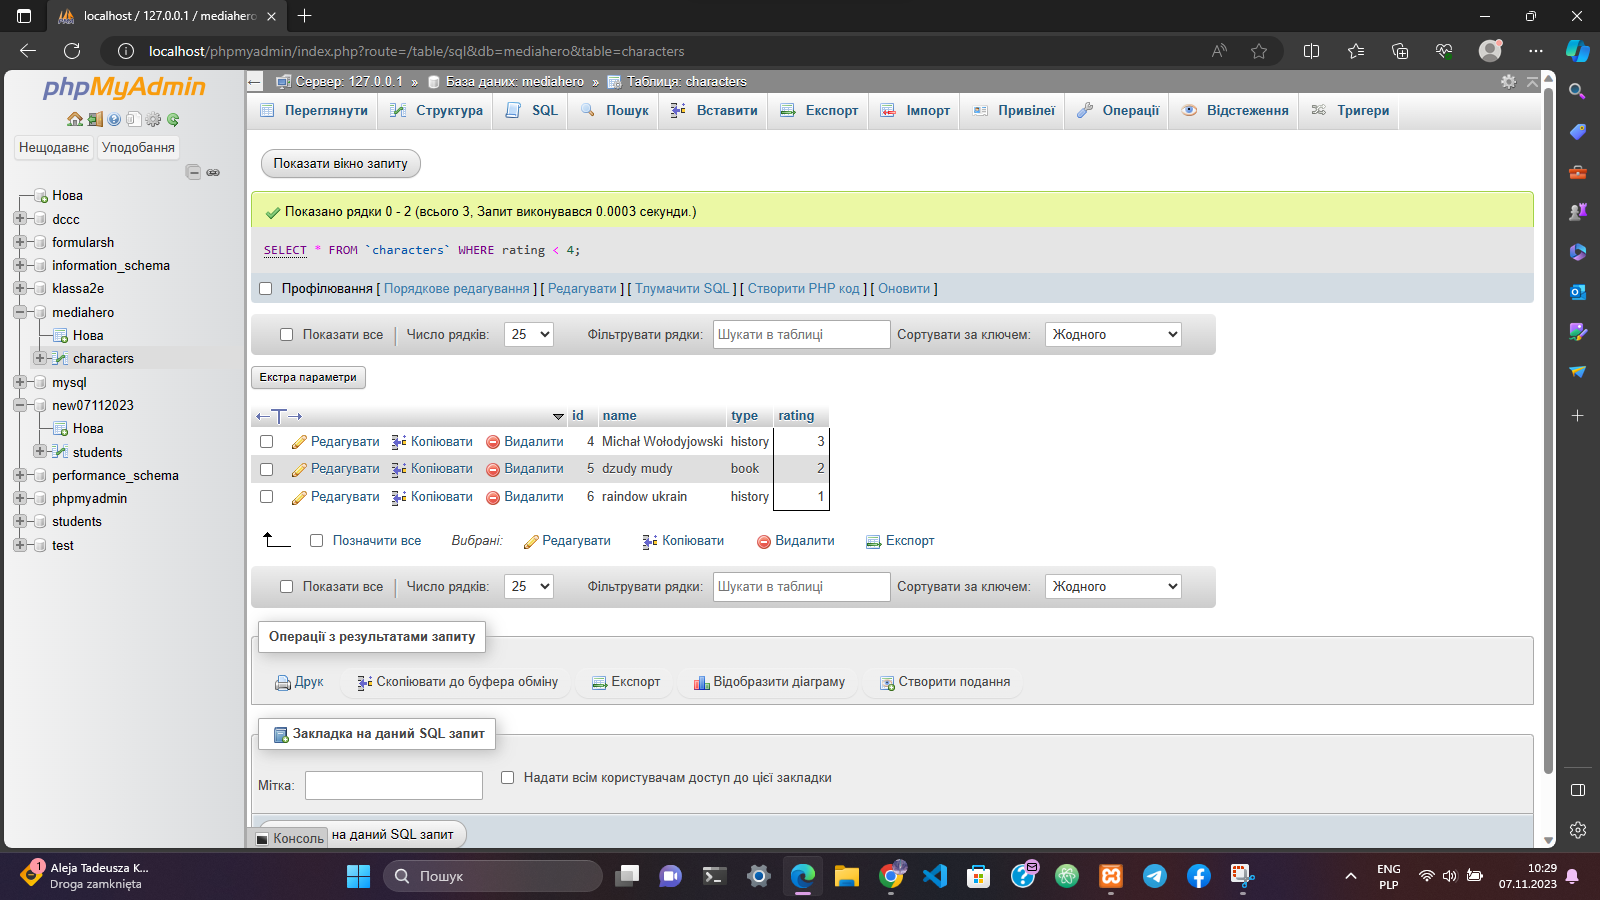 localhost / 127.0.0.1 / mediahero
localhost/phpmyadmin/index.php?route=/table/sql&db=mediahero&table=characters
phpMyAdmin
Нещодавнє Уподобання
Нова
dccc
formularsh
information_schema
klassa2e
mediahero
Нова
characters
mysql
new07112023
Нова
students
performance_schema
phpmyadmin
students
test
Сервер: 127.0.0.1 » База даних: mediahero » Таблиця: characters
Переглянути Структура SQL Пошук Вставити Експорт Імпорт Привілеї Операції Відстеження Тригери
Показати вікно запиту
Показано рядки 0 - 2 (всього 3, Запит виконувався 0.0003 секунди.)
SELECT * FROM `characters` WHERE rating < 4;
Профілювання [ Порядкове редагування ] [ Редагувати ] [ Тлумачити SQL ] [ Створити PHP код ] [ Оновити ]
Показати все Число рядків: 25 Фільтрувати рядки: Шукати в таблиці Сортувати за ключем: Жодного
Екстра параметри
id name type rating
Редагувати Копіювати Видалити 4 Michał Wołodyjowski history 3
Редагувати Копіювати Видалити 5 dzudy mudy book 2
Редагувати Копіювати Видалити 6 raindow ukrain history 1
Позначити все Вибрані: Редагувати Копіювати Видалити Експорт
Показати все Число рядків: 25 Фільтрувати рядки: Шукати в таблиці Сортувати за ключем: Жодного
Операції з результатами запиту
Друк Скопіювати до буфера обміну Експорт Відобразити діаграму Створити подання
Закладка на даний SQL запит
Мітка: Надати всім користувачам доступ до цієї закладки
Консоль на даний SQL запит
1 Aleja Tadeusza K...
Droga zamknięta
Пошук
ENG
PLP
10:29
07.11.2023